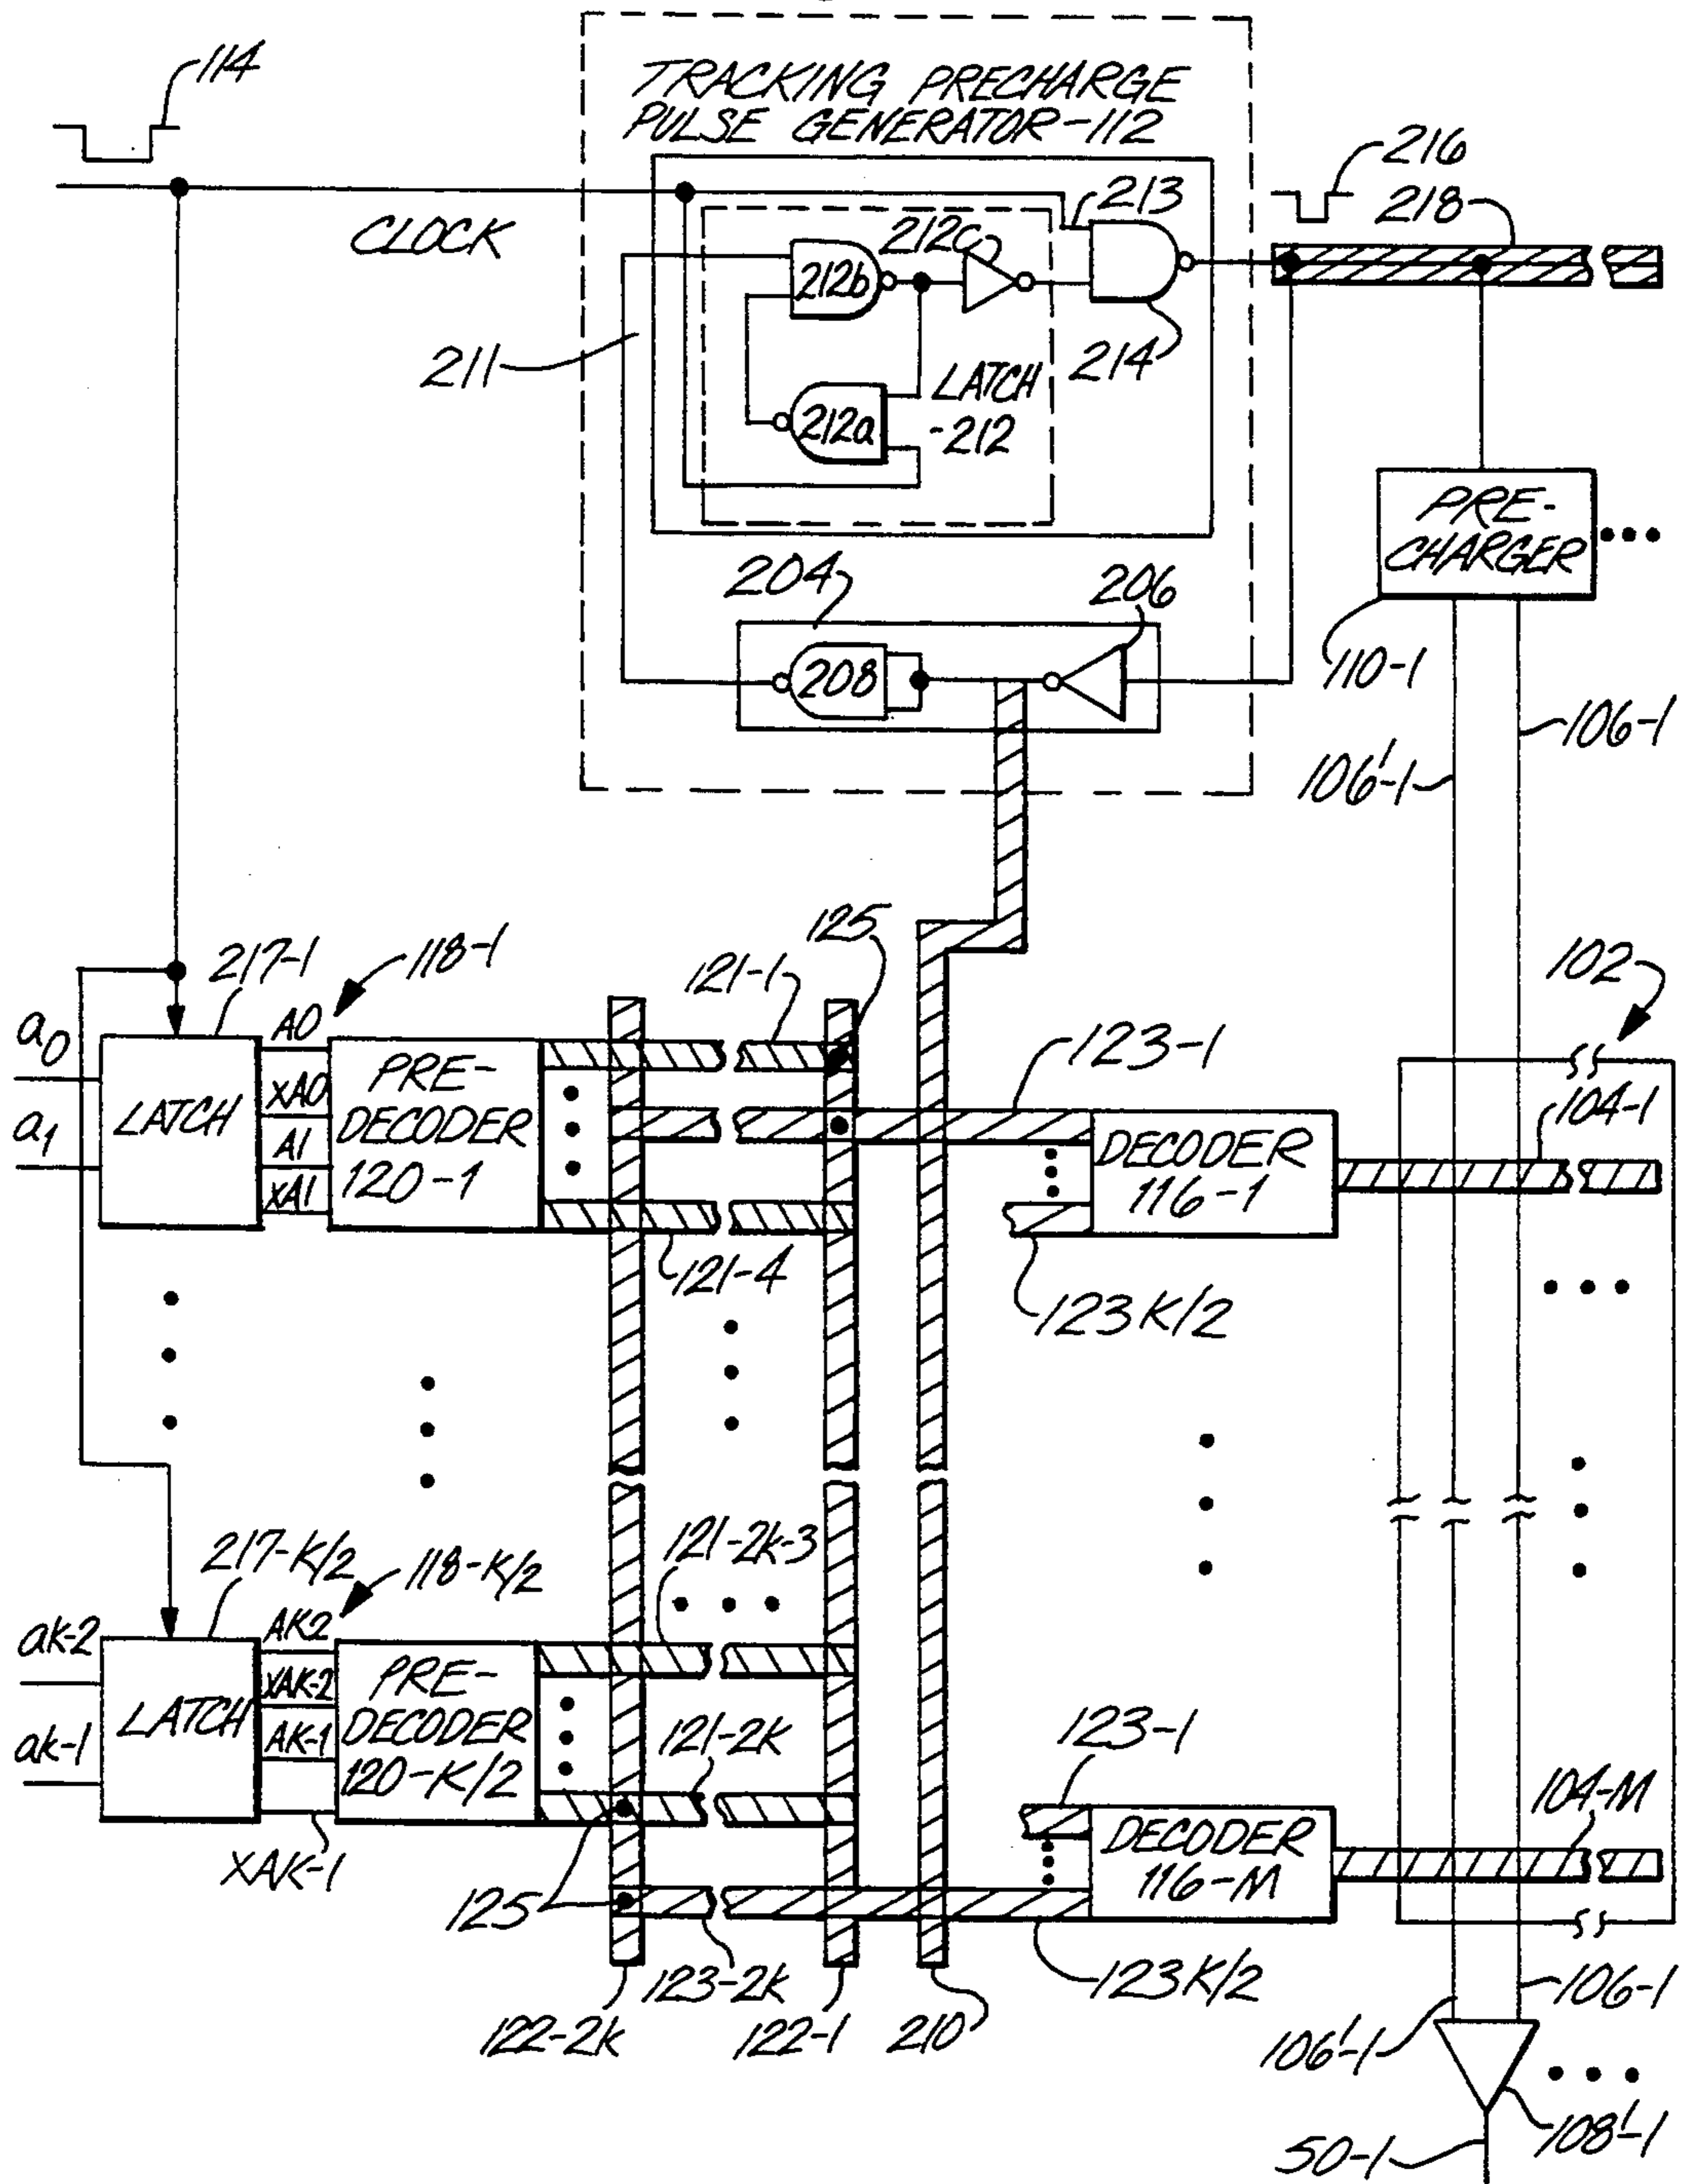 114
TRACKING PRECHARGE
PULSE GENERATOR-112
216
218
213
CLOCK
212c
212b
211
214
LATCH
-212
212a
PRE-
CHARGER
204
206
208
110-1
106-1
106'-1
125
217-1
118-1
121-1
102
a0
A0
123-1
PRE-
DECODER
120-1
xA0
104-1
LATCH
a1
A1
DECODER
116-1
xA1
121-4
123K/2
217-K/2
118-K/2
121-2k-3
ak-2
AK2
PRE-
DECODER
120-K/2
XAK-2
LATCH
121-2K
123-1
ak-1
AK-1
104-M
DECODER
116-M
XAK-1
125
123-2K
123K/2
106-1
122-2K
122-1
210
106'-1
108'-1
50-1